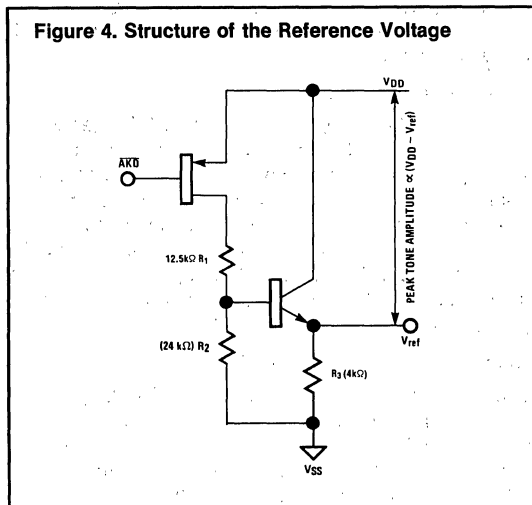 Figure 4. Structure of the Reference Voltage
VDD
AKD
PEAK TONE AMPLITUDE ∝ (VDD – Vref)
12.5kΩ R1
(24 kΩ) R2
Vref
R3 (4kΩ)
VSS